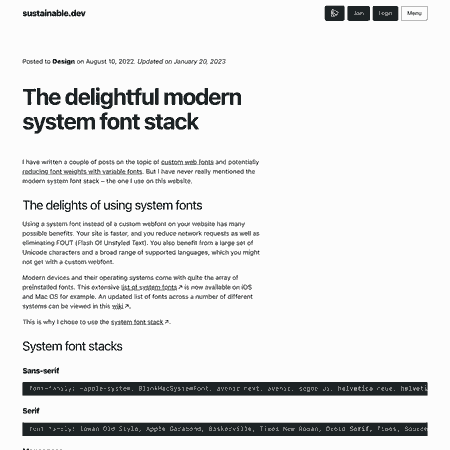 sustainable.dev
Join
Login
Menu
Posted to Design on August 10, 2022. Updated on January 20, 2023
The delightful modern
system font stack
I have written a couple of posts on the topic of custom web fonts and potentially
reducing font weights with variable fonts. But I have never really mentioned the
modern system font stack – the one I use on this website.
The delights of using system fonts
Using a system font instead of a custom webfont on your website has many
possible benefits. Your site is faster, and you reduce network requests as well as
eliminating FOUT (Flash Of Unstyled Text). You also benefit from a large set of
Unicode characters and a broad range of supported languages, which you might
not get with a custom webfont.
Modern devices and their operating systems come with quite the array of
preinstalled fonts. This extensive list of system fonts ↗ is now available on iOS
and Mac OS for example. An updated list of fonts across a number of different
systems can be viewed in this wiki ↗.
This is why I chose to use the system font stack ↗.
System font stacks
Sans-serif
font-family: -apple-system, BlinkMacSystemFont, avenir next, avenir, segoe ui, helvetica neue, helveti
Serif
font-family: Iowan Old Style, Apple Garamond, Baskerville, Times New Roman, Droid Serif, Times, Source